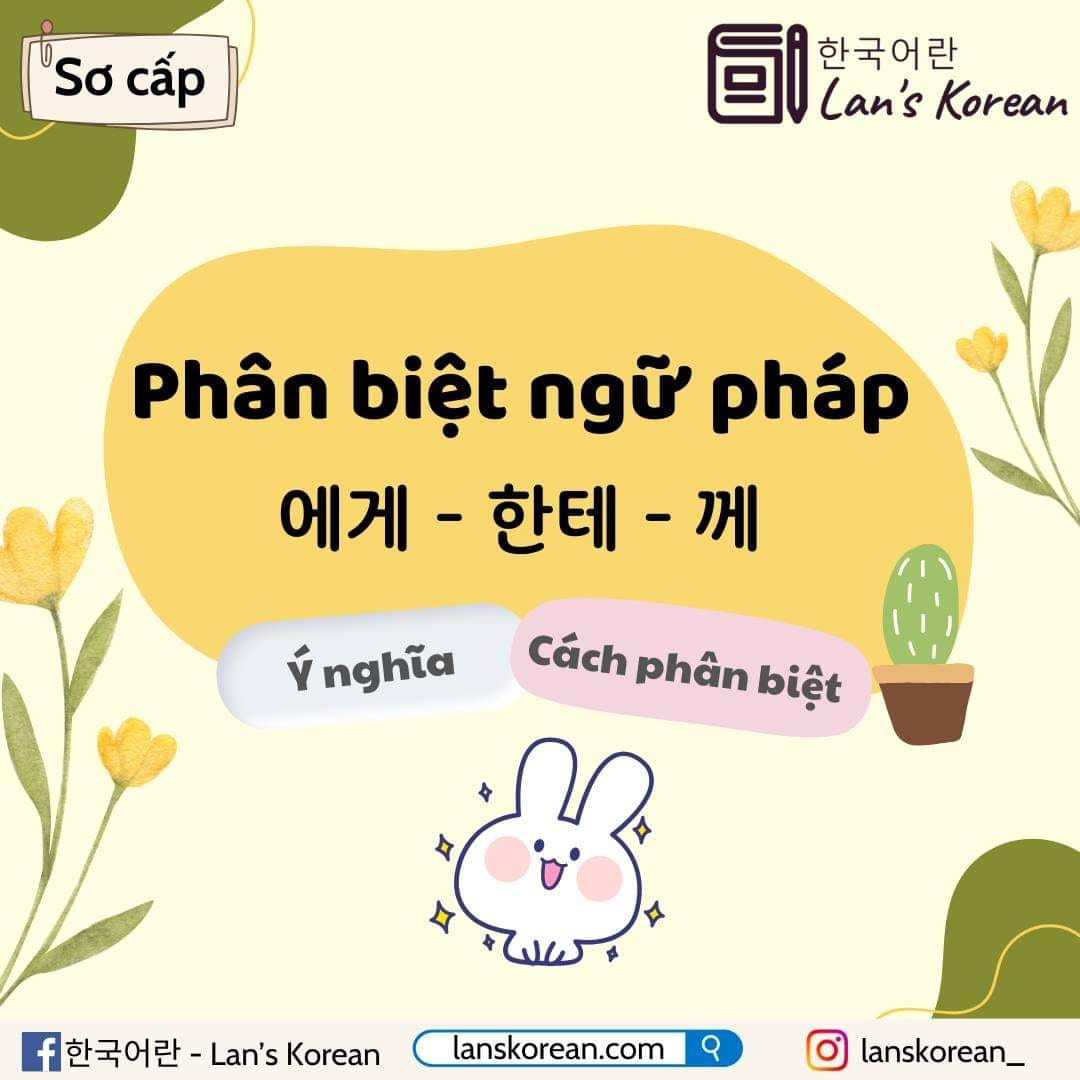 Sơ cấp
한국어란
Lan's Korean
Phân biệt ngữ pháp
에게 - 한테 - 께
Ý nghĩa
Cách phân biệt
한국어란 - Lan's Korean
lanskorean.com
lanskorean_